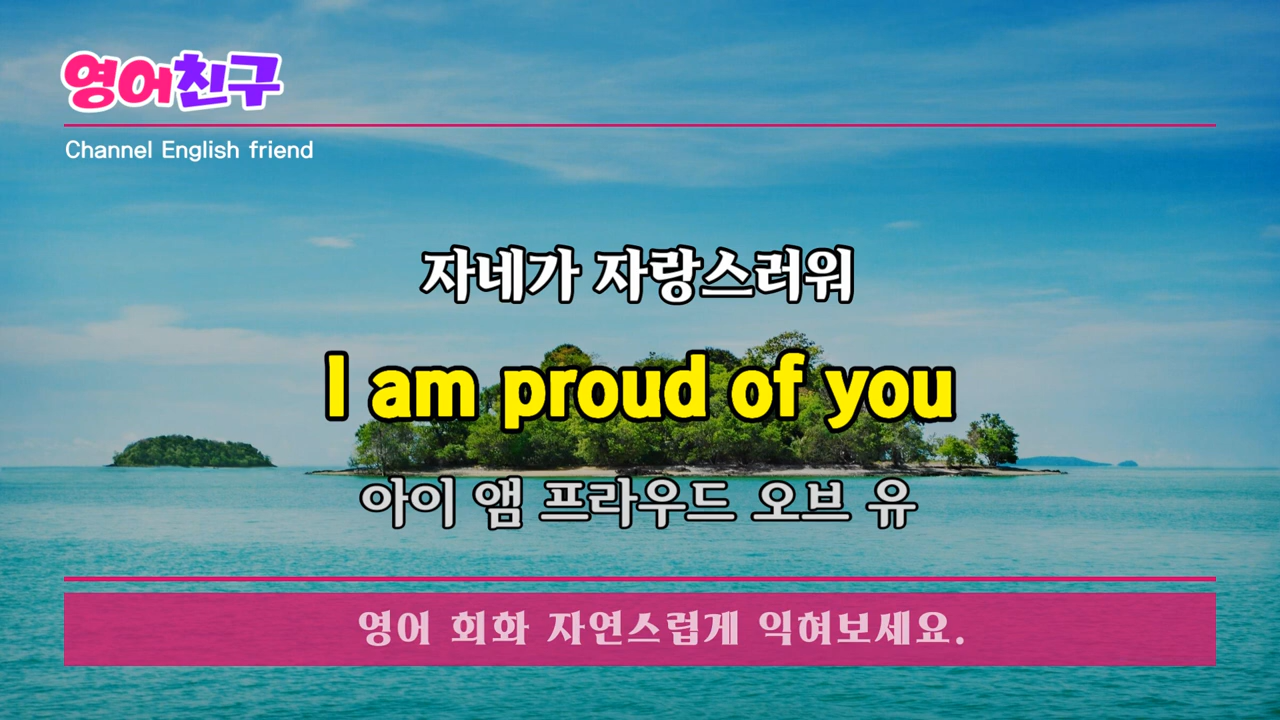 영어친구
Channel English friend
자네가 자랑스러워
I am proud of you
아이 앰 프라우드 오브 유
영어 회화 자연스럽게 익혀보세요.